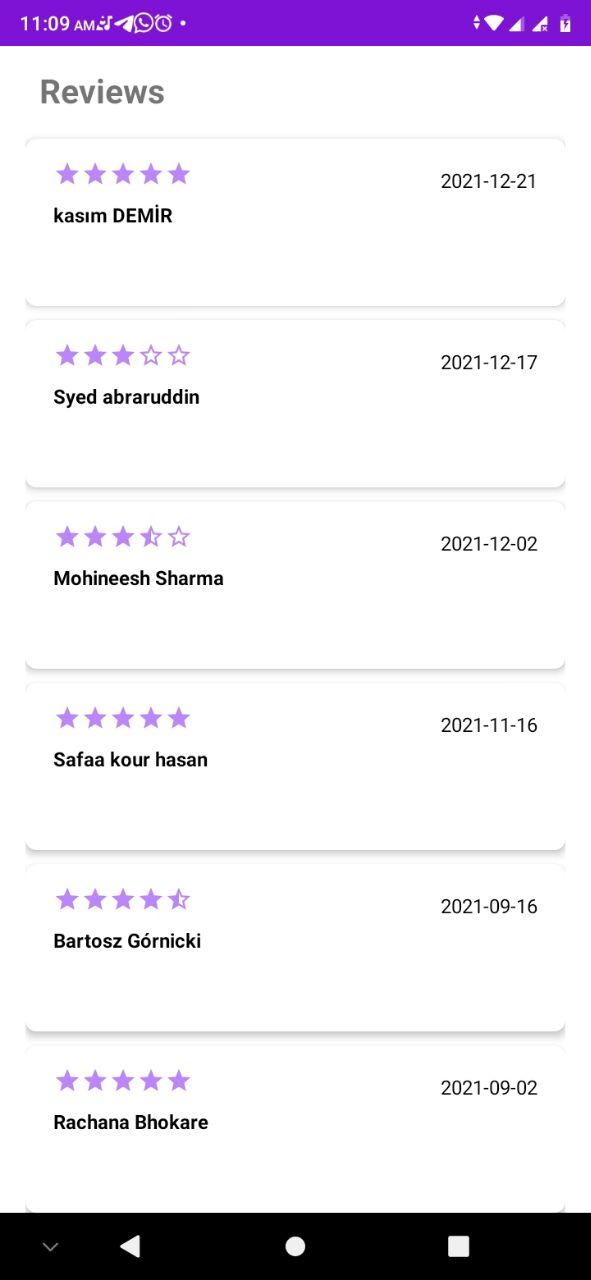 11:09 AM
Reviews
2021-12-21
kasım DEMİR
2021-12-17
Syed abraruddin
2021-12-02
Mohineesh Sharma
2021-11-16
Safaa kour hasan
2021-09-16
Bartosz Górnicki
2021-09-02
Rachana Bhokare